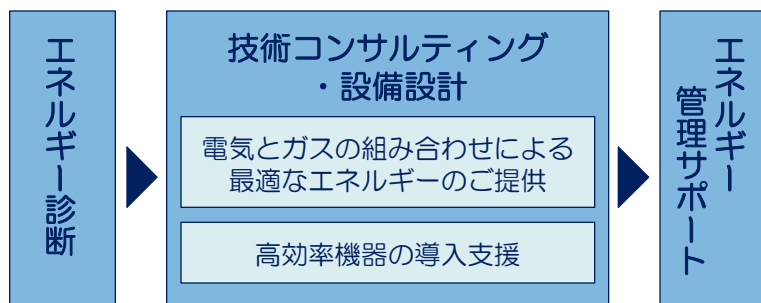 エネルギー診断
技術コンサルティング
・設備設計
電気とガスの組み合わせによる
最適なエネルギーのご提供
高効率機器の導入支援
エネルギー
管理サポート